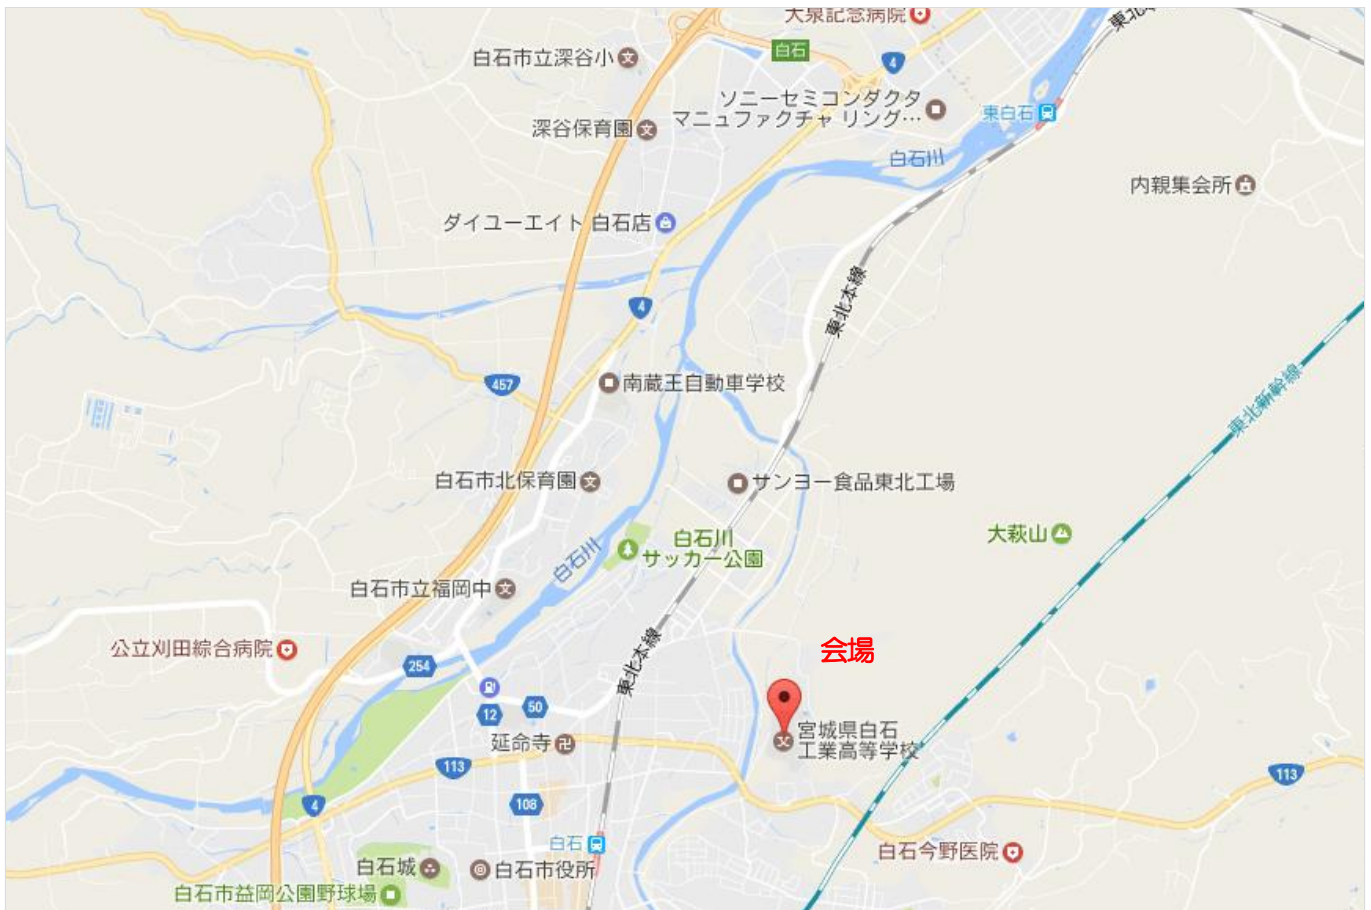 大泉記念病院
東北本
白石
白石市立深谷小
4
ソニーセミコンダクタ
マニュファクチャ リング…
東白石
深谷保育園
白石川
内親集会所
ダイユーエイト 白石店
4
東北本線
457
南蔵王自動車学校
東北新幹線
白石市北保育園
サンヨー食品東北工場
大萩山
白石川
サッカー公園
白石川
白石市立福岡中
公立刈田綜合病院
254
東北本線
会場
12
50
宮城県白石
工業高等学校
延命寺
113
113
4
108
白石
白石今野医院
白石城
白石市役所
白石市益岡公園野球場